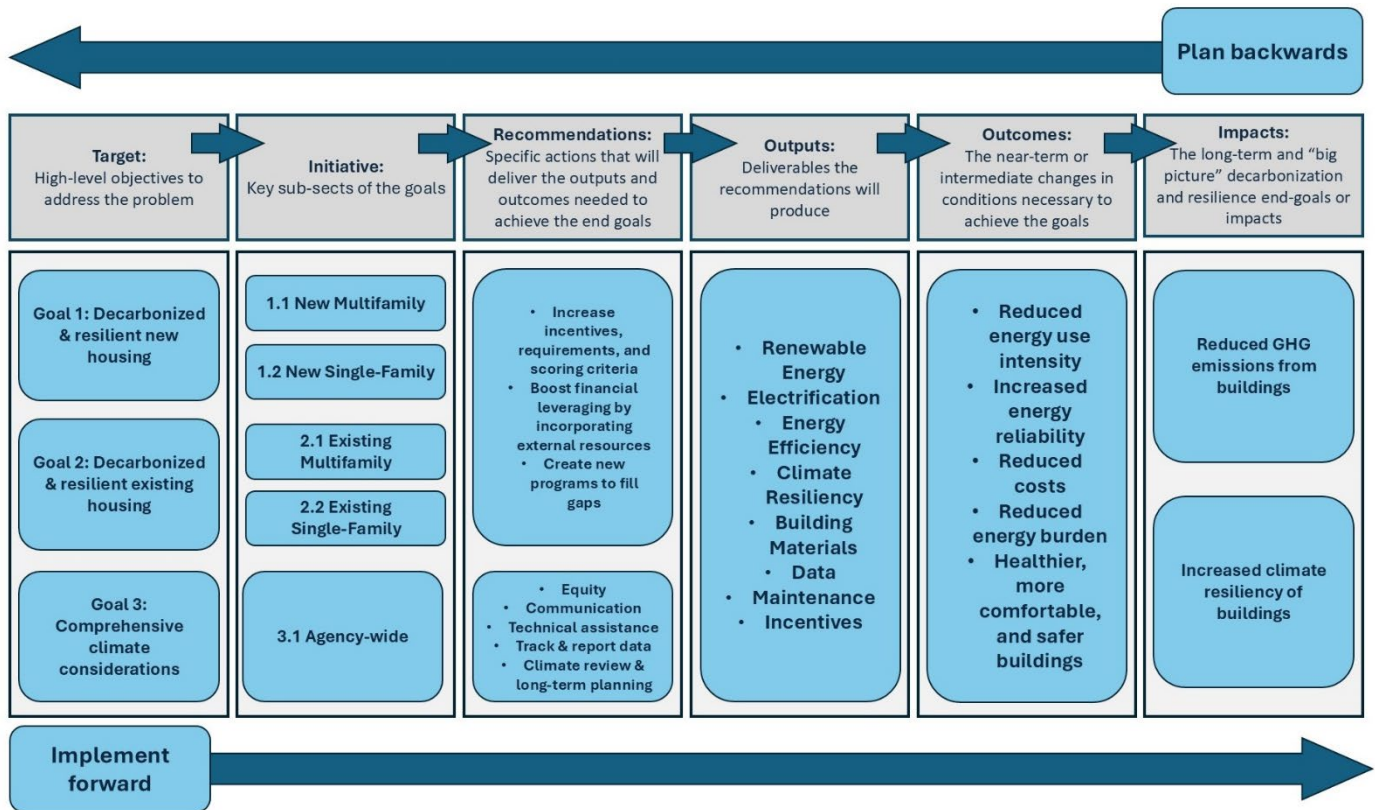 Plan backwards
Target:
High-level objectives to
address the problem
Initiative:
Key sub-sects of the goals
Recommendations:
Specific actions that will
deliver the outputs and
outcomes needed to
achieve the end goals
Outputs:
Deliverables the
recommendations will
produce
Outcomes:
The near-term or
intermediate changes in
conditions necessary to
achieve the goals
Impacts:
The long-term and “big
picture” decarbonization
and resilience end-goals or
impacts
Goal 1: Decarbonized
& resilient new
housing
Goal 2: Decarbonized
& resilient existing
housing
Goal 3:
Comprehensive
climate
considerations
1.1 New Multifamily
1.2 New Single-Family
2.1 Existing
Multifamily
2.2 Existing
Single-Family
3.1 Agency-wide
• Increase
incentives,
requirements, and
scoring criteria
• Boost financial
leveraging by
incorporating
external resources
• Create new
programs to fill
gaps
• Equity
• Communication
• Technical assistance
• Track & report data
• Climate review &
long-term planning
• Renewable
Energy
• Electrification
• Energy
Efficiency
• Climate
Resiliency
• Building
Materials
• Data
• Maintenance
• Incentives
• Reduced
energy use
intensity
• Increased
energy
reliability
• Reduced
costs
• Reduced
energy burden
• Healthier,
more
comfortable,
and safer
buildings
Reduced GHG
emissions from
buildings
Increased climate
resiliency of
buildings
Implement
forward